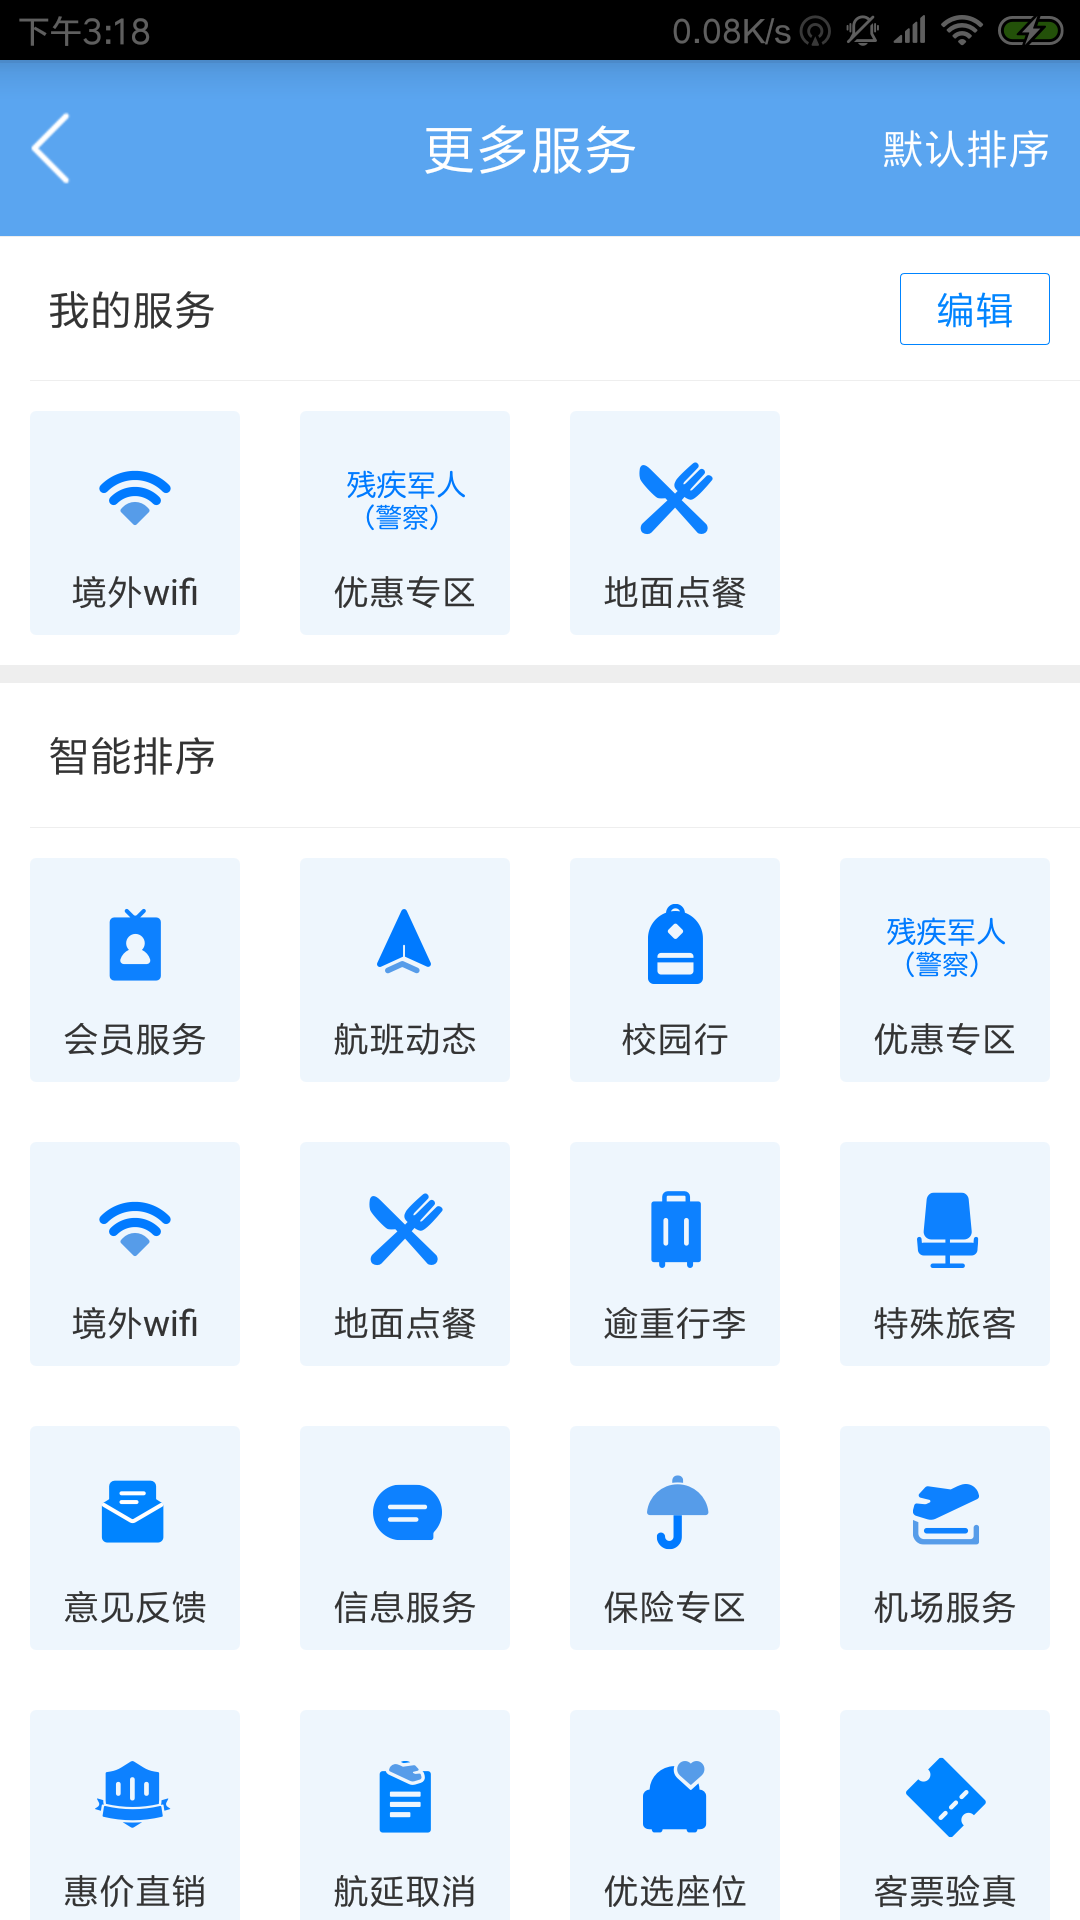 下午3:18 0.08K/s
更多服务 默认排序
我的服务 编辑
残疾军人
（警察）
境外wifi 优惠专区 地面点餐
智能排序
残疾军人
（警察）
会员服务 航班动态 校园行 优惠专区
境外wifi 地面点餐 逾重行李 特殊旅客
意见反馈 信息服务 保险专区 机场服务
惠价直销 航延取消 优选座位 客票验真